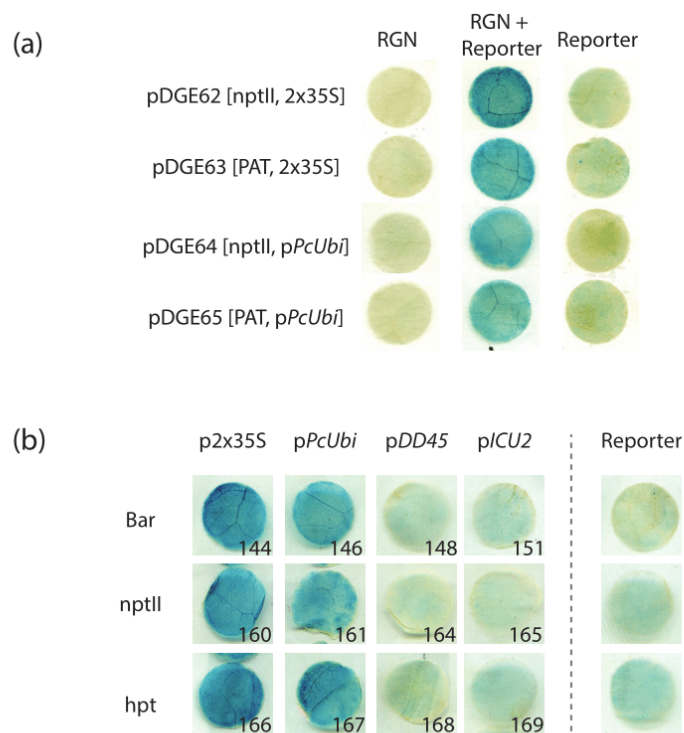 (a)
RGN
RGN +
Reporter
Reporter
pDGE62 [nptII, 2x35S]
pDGE63 [PAT, 2x35S]
pDGE64 [nptII, pPcUbi]
pDGE65 [PAT, pPcUbi]
(b)
p2x35S pPcUbi pDD45 pICU2 Reporter
Bar 144 146 148 151
nptII 160 161 164 165
hpt 166 167 168 169